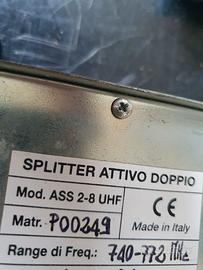 SPLITTER ATTIVO DOPPIO
Mod. ASS 2-8 UHF
CE
Matr. P00249
Made in Italy
Range di Freq.: 740-772 MHz